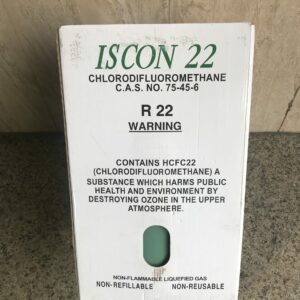 ISCON 22
CHLORODIFLUOROMETHANE
C.A.S. NO. 75-45-6
R 22
WARNING
CONTAINS HCFC22
(CHLORODIFLUOROMETHANE) A
SUBSTANCE WHICH HARMS PUBLIC
HEALTH AND ENVIRONMENT BY
DESTROYING OZONE IN THE UPPER
ATMOSPHERE.
NON-FLAMMABLE LIQUEFIED GAS
NON-REFILLABLE NON-REUSABLE